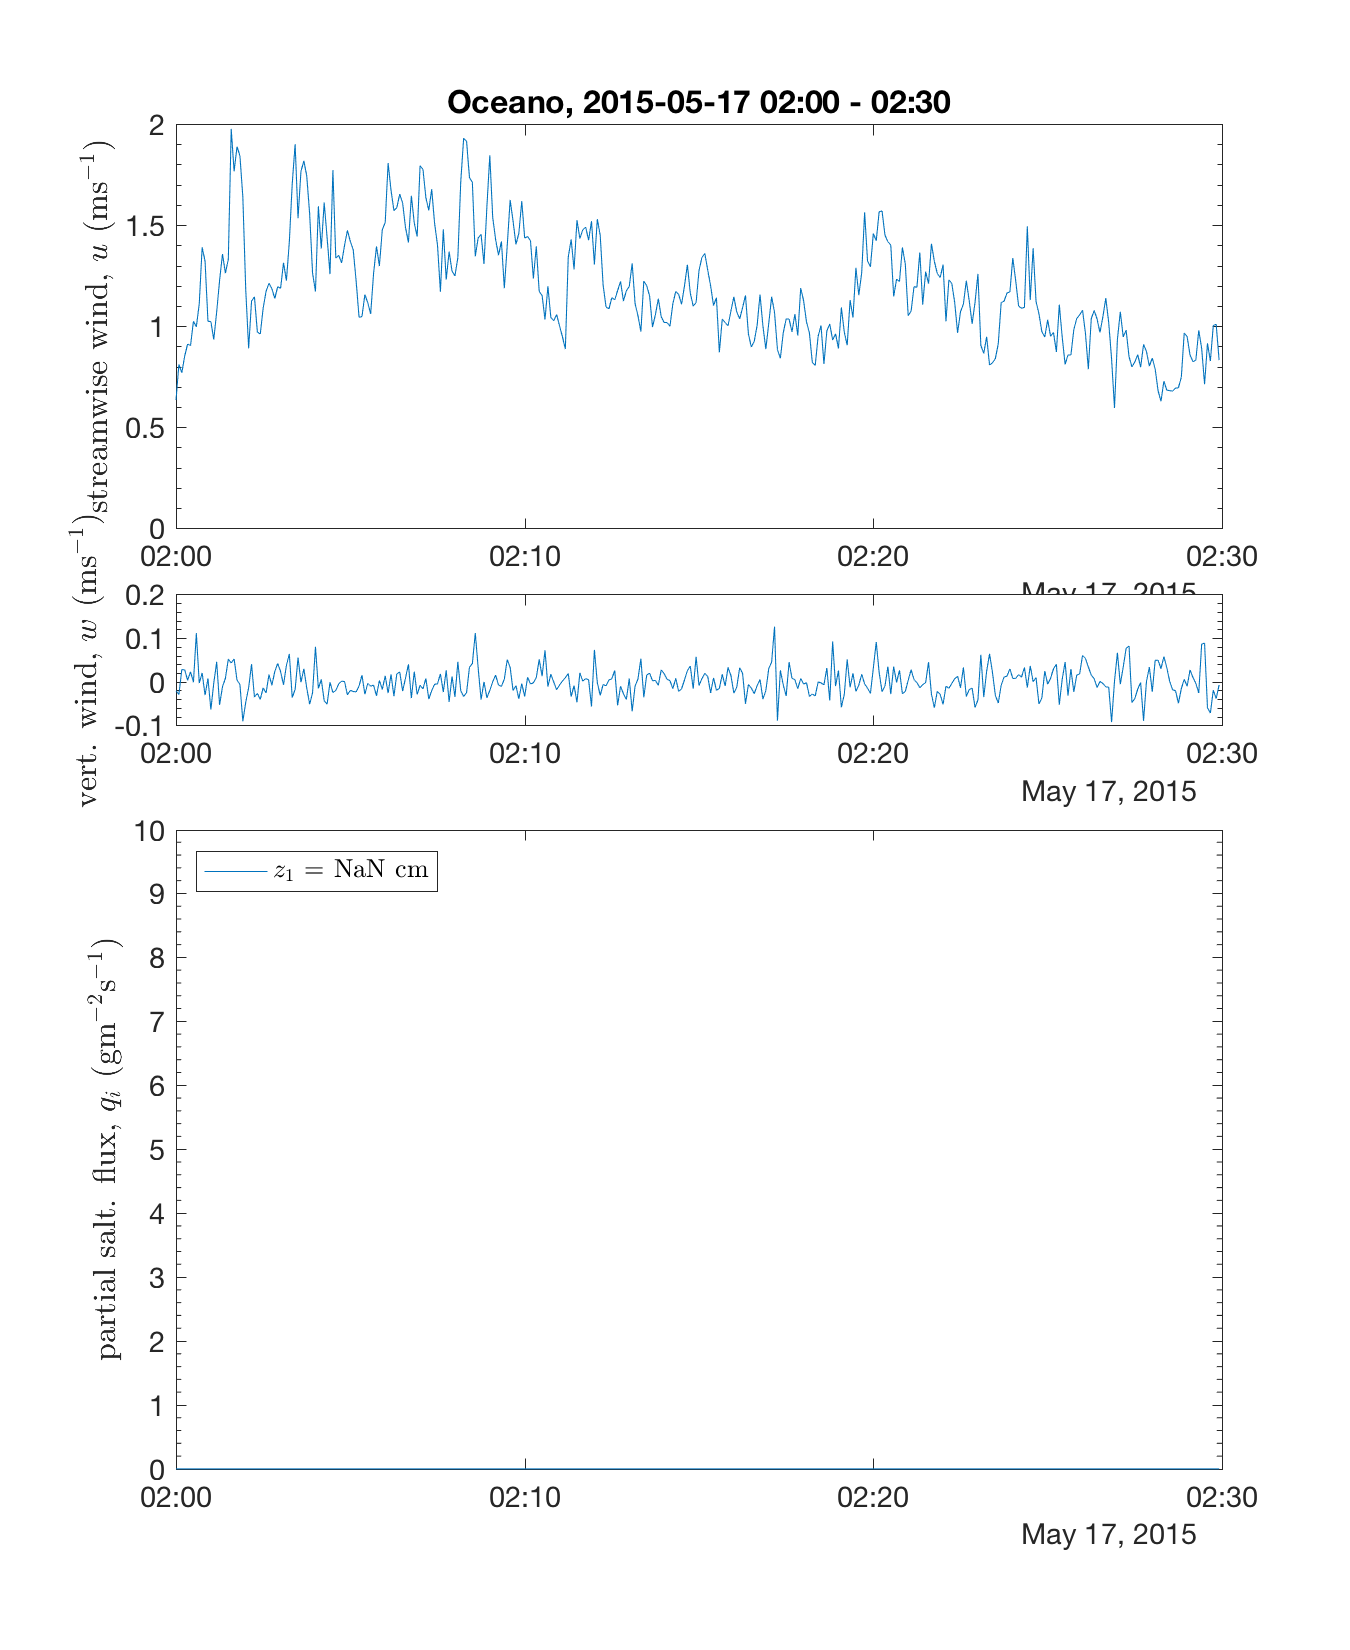 Oceano, 2015-05-17 02:00 - 02:30
streamwise wind, u (ms⁻¹)
2
1.5
1
0.5
0
02:00 02:10 02:20 02:30
May 17, 2015
vert. wind, w (ms⁻¹)
0.2
0.1
0
-0.1
02:00 02:10 02:20 02:30
May 17, 2015
partial salt. flux, qᵢ (gm⁻²s⁻¹)
10
9
8
7
6
5
4
3
2
1
0
z₁ = NaN cm
02:00 02:10 02:20 02:30
May 17, 2015